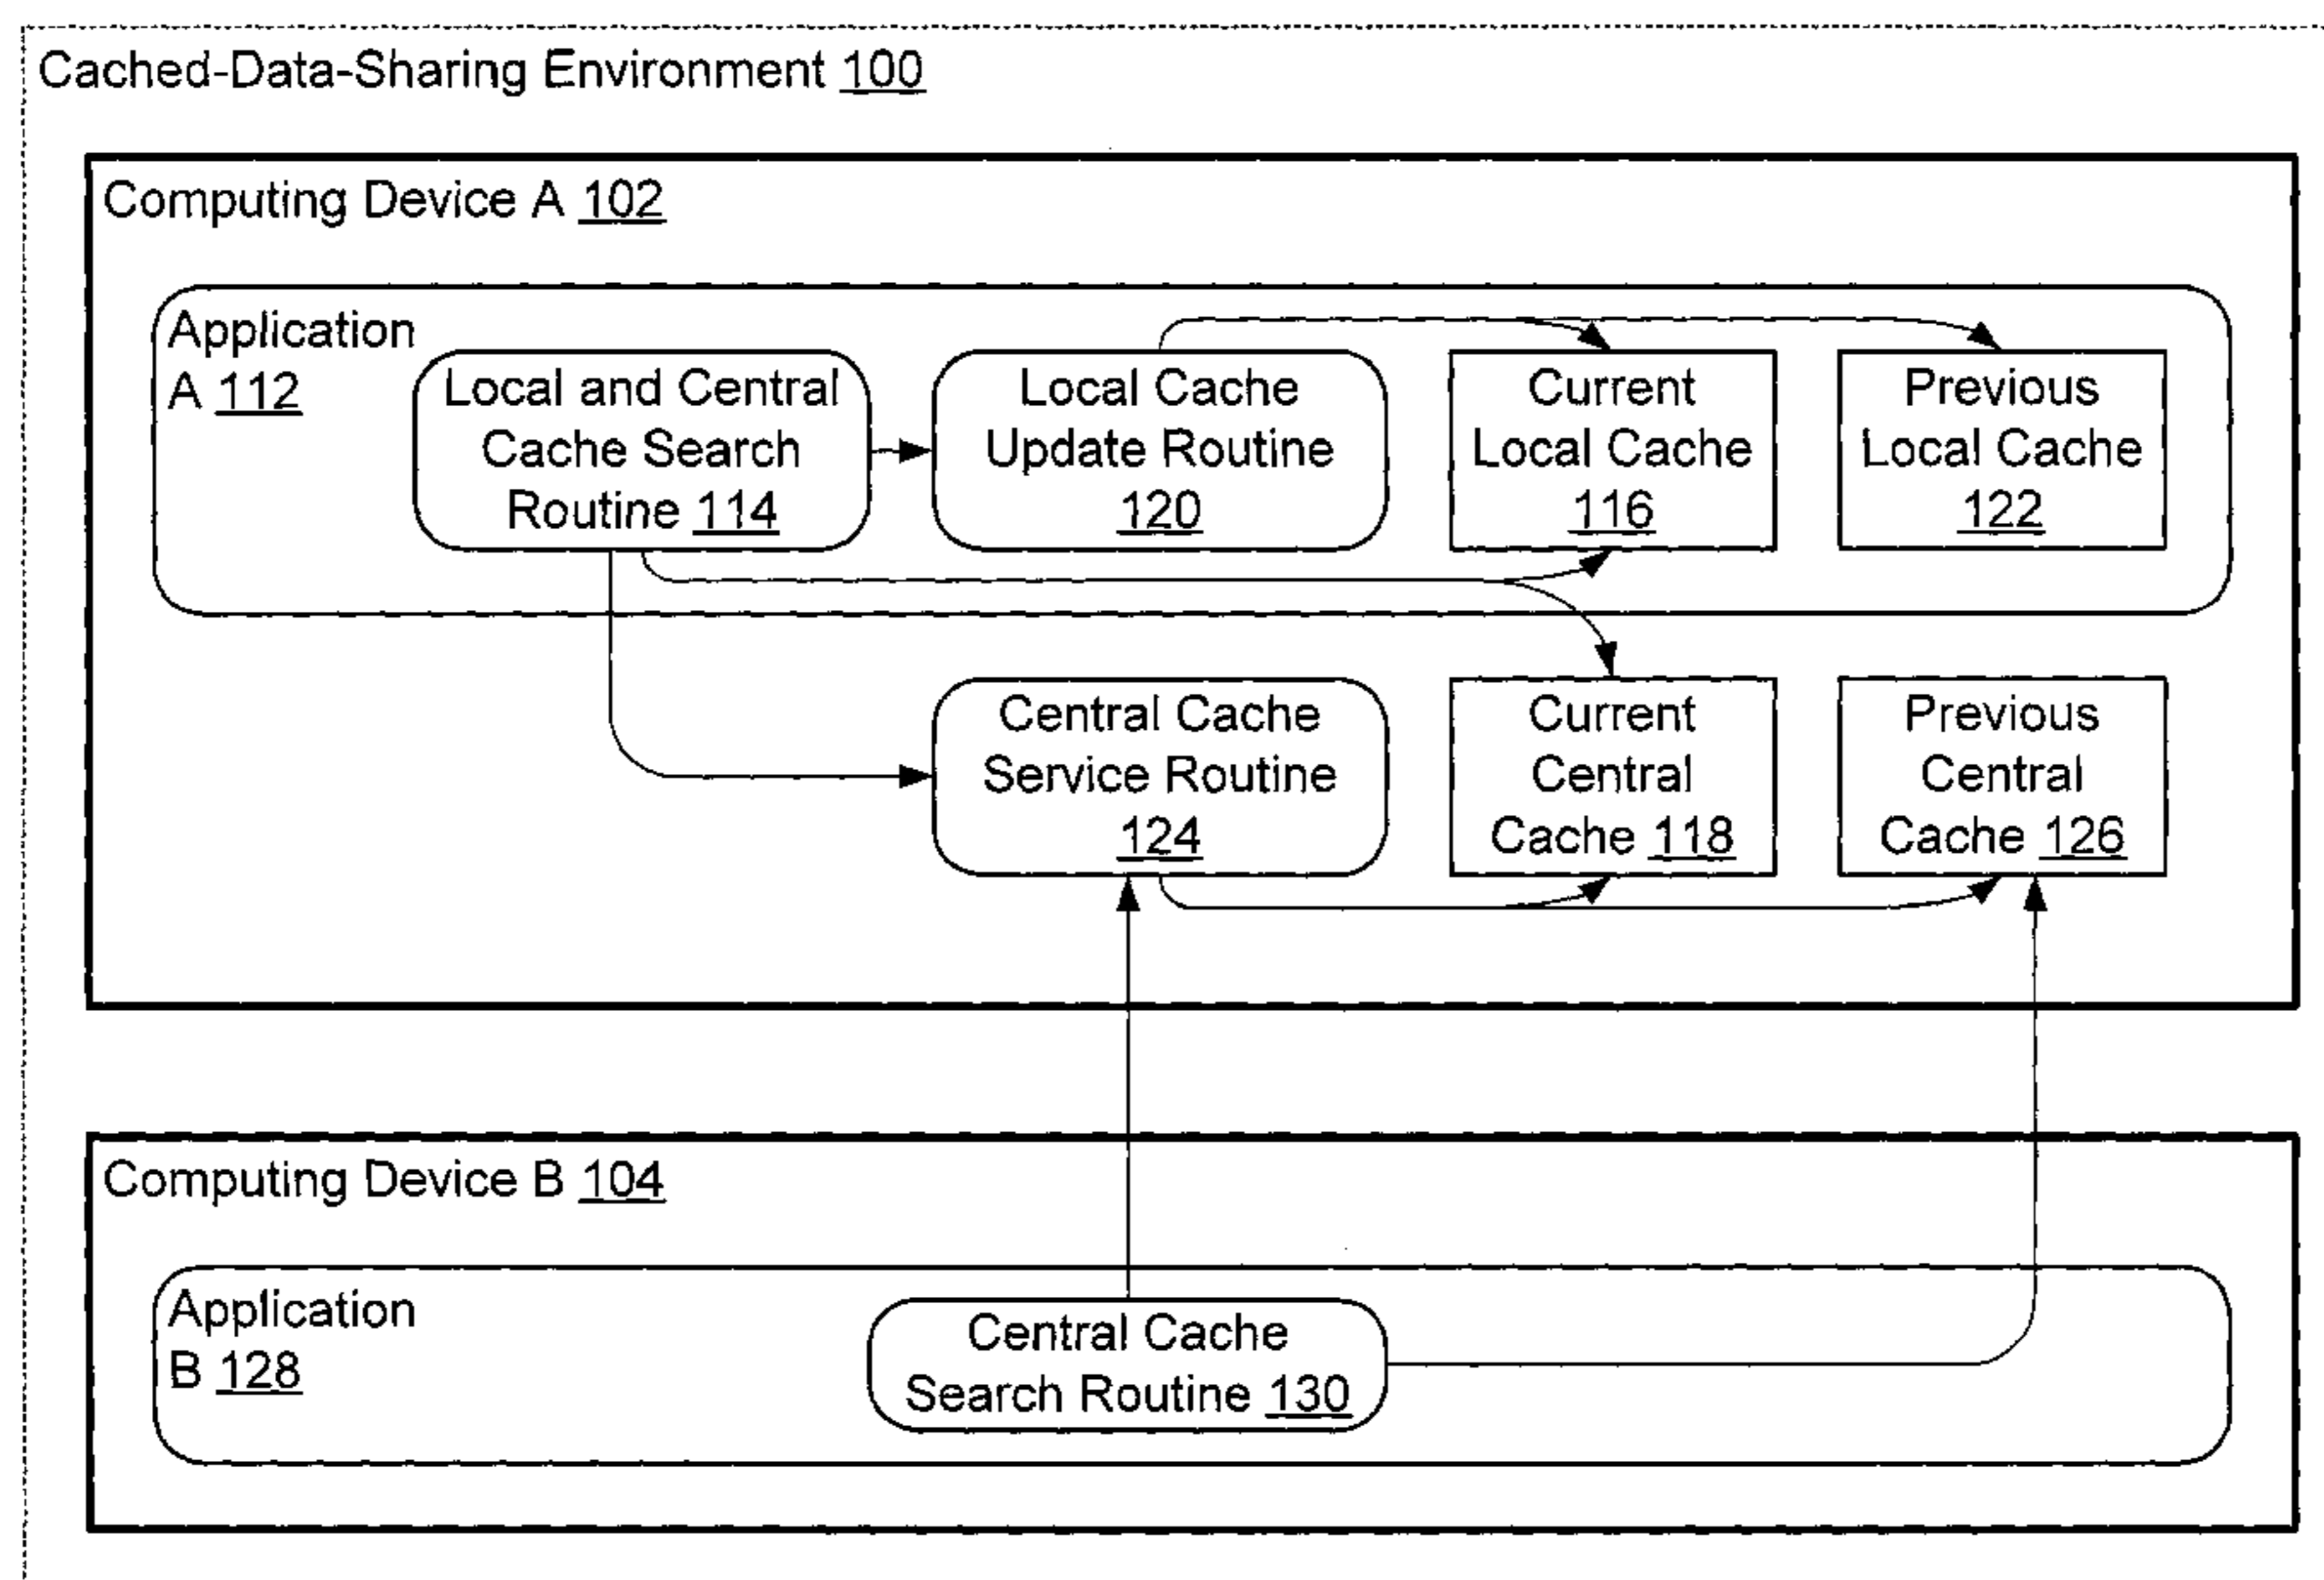 Cached-Data-Sharing Environment 100
Computing Device A 102
Application
A 112
Local and Central
Cache Search
Routine 114
Local Cache
Update Routine
120
Current
Local Cache
116
Previous
Local Cache
122
Central Cache
Service Routine
124
Current
Central
Cache 118
Previous
Central
Cache 126
Computing Device B 104
Application
B 128
Central Cache
Search Routine 130